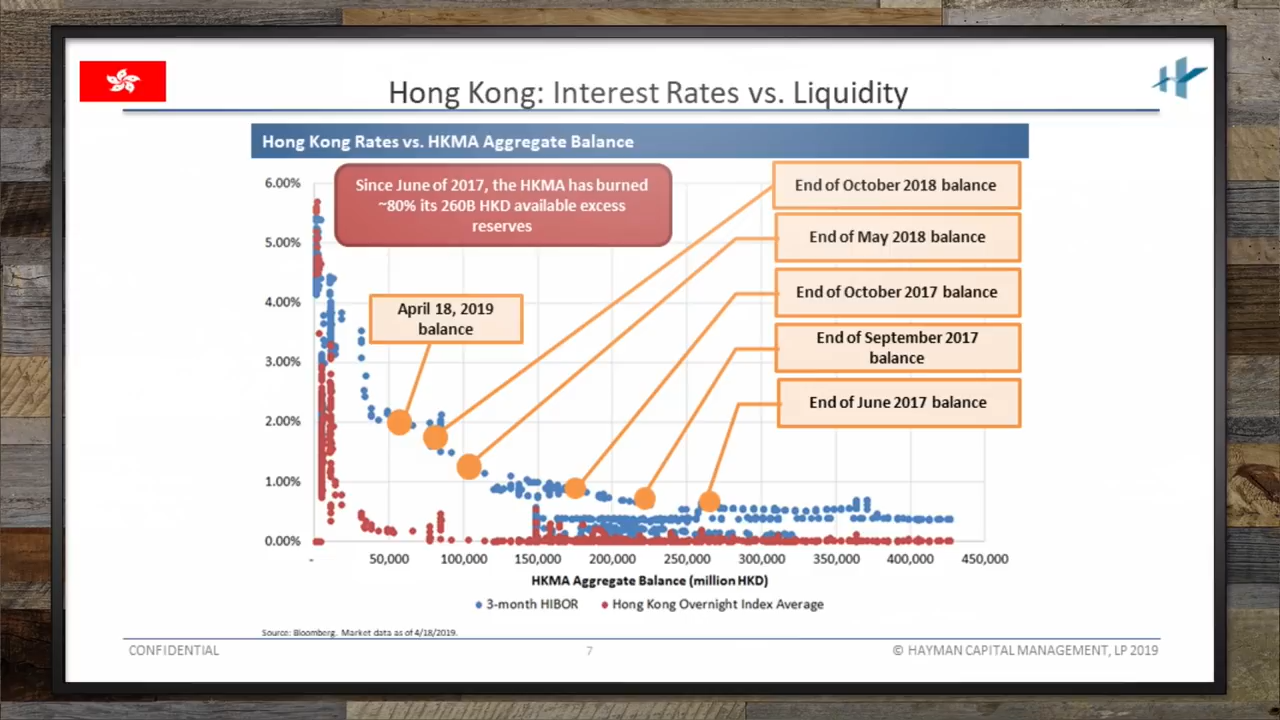 Hong Kong: Interest Rates vs. Liquidity
Hong Kong Rates vs. HKMA Aggregate Balance
Since June of 2017, the HKMA has burned
~80% its 260B HKD available excess
reserves
End of October 2018 balance
End of May 2018 balance
End of October 2017 balance
End of September 2017
balance
End of June 2017 balance
April 18, 2019
balance
6.00%
5.00%
4.00%
3.00%
2.00%
1.00%
0.00%
- 50,000 100,000 150,000 200,000 250,000 300,000 350,000 400,000 450,000
HKMA Aggregate Balance (million HKD)
3-month HIBOR Hong Kong Overnight Index Average
Source: Bloomberg. Market data as of 4/18/2019.
CONFIDENTIAL 7 © HAYMAN CAPITAL MANAGEMENT, LP 2019